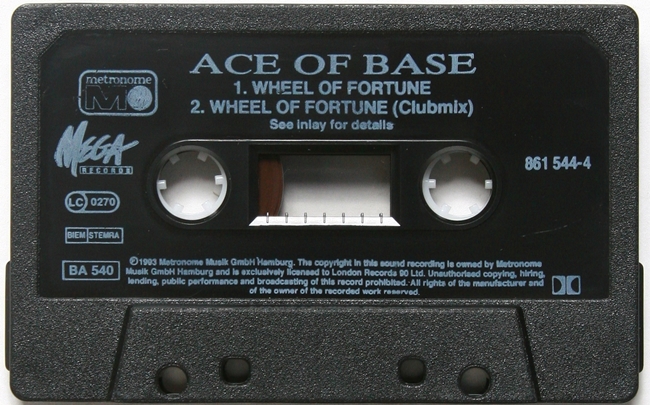 ACE OF BASE
metronome
1. WHEEL OF FORTUNE
2. WHEEL OF FORTUNE (Clubmix)
See inlay for details
MEGA
RECORDS
861 544-4
LC 0270
BIEM STEMRA
BA 540
©1993 Metronome Musik GmbH Hamburg. The copyright in this sound recording is owned by Metronome
Musik GmbH Hamburg and is exclusively licensed to London Records 90 Ltd. Unauthorised copying, hiring,
lending, public performance and broadcasting of this record prohibited. All rights of the manufacturer and
of the owner of the recorded work reserved.